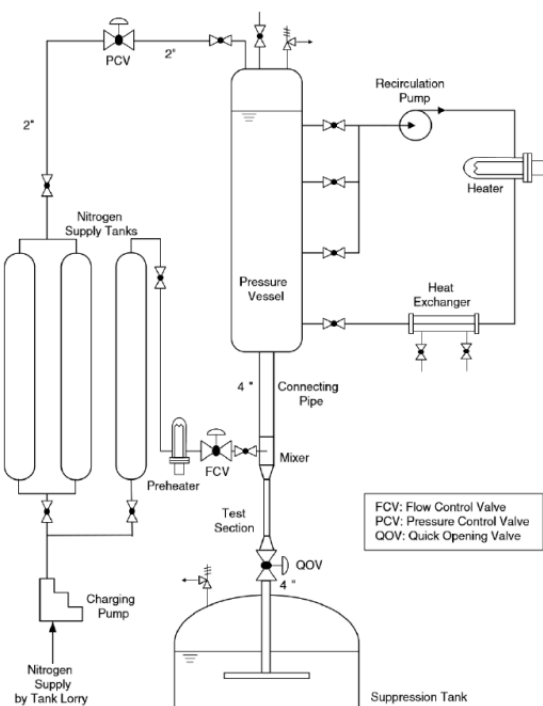 PCV
2"
2"
Recirculation
Pump
Heater
Nitrogen
Supply Tanks
Pressure
Vessel
Heat
Exchanger
4 "
Connecting
Pipe
Mixer
FCV
Preheater
Test
Section
FCV: Flow Control Valve
PCV: Pressure Control Valve
QOV: Quick Opening Valve
QOV
4 "
Charging
Pump
Nitrogen
Supply
by Tank Lorry
Suppression Tank